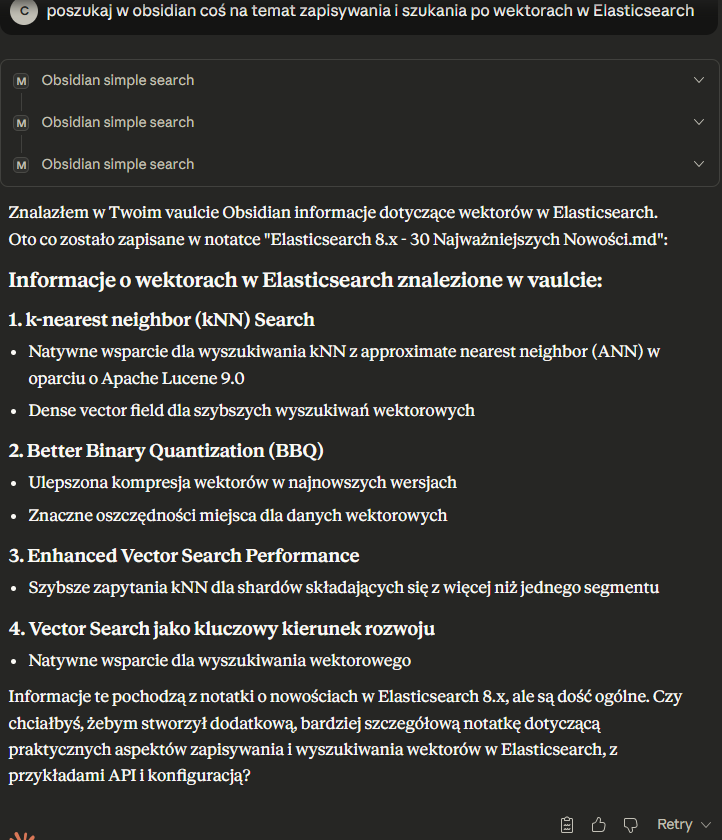 C
poszukaj w obsidian coś na temat zapisywania i szukania po wektorach w Elasticsearch
M Obsidian simple search
M Obsidian simple search
M Obsidian simple search
Znalazłem w Twoim vaulcie Obsidian informacje dotyczące wektorów w Elasticsearch.
Oto co zostało zapisane w notatce "Elasticsearch 8.x - 30 Najważniejszych Nowości.md":
Informacje o wektorach w Elasticsearch znalezione w vaulcie:
1. k-nearest neighbor (kNN) Search
• Natywne wsparcie dla wyszukiwania kNN z approximate nearest neighbor (ANN) w
oparciu o Apache Lucene 9.0
• Dense vector field dla szybszych wyszukiwań wektorowych
2. Better Binary Quantization (BBQ)
• Ulepszona kompresja wektorów w najnowszych wersjach
• Znaczne oszczędności miejsca dla danych wektorowych
3. Enhanced Vector Search Performance
• Szybsze zapytania kNN dla shardów składających się z więcej niż jednego segmentu
4. Vector Search jako kluczowy kierunek rozwoju
• Natywne wsparcie dla wyszukiwania wektorowego
Informacje te pochodzą z notatki o nowościach w Elasticsearch 8.x, ale są dość ogólne. Czy
chciałbyś, żebym stworzył dodatkową, bardziej szczegółową notatkę dotyczącą
praktycznych aspektów zapisywania i wyszukiwania wektorów w Elasticsearch, z
przykładami API i konfiguracją?
Retry